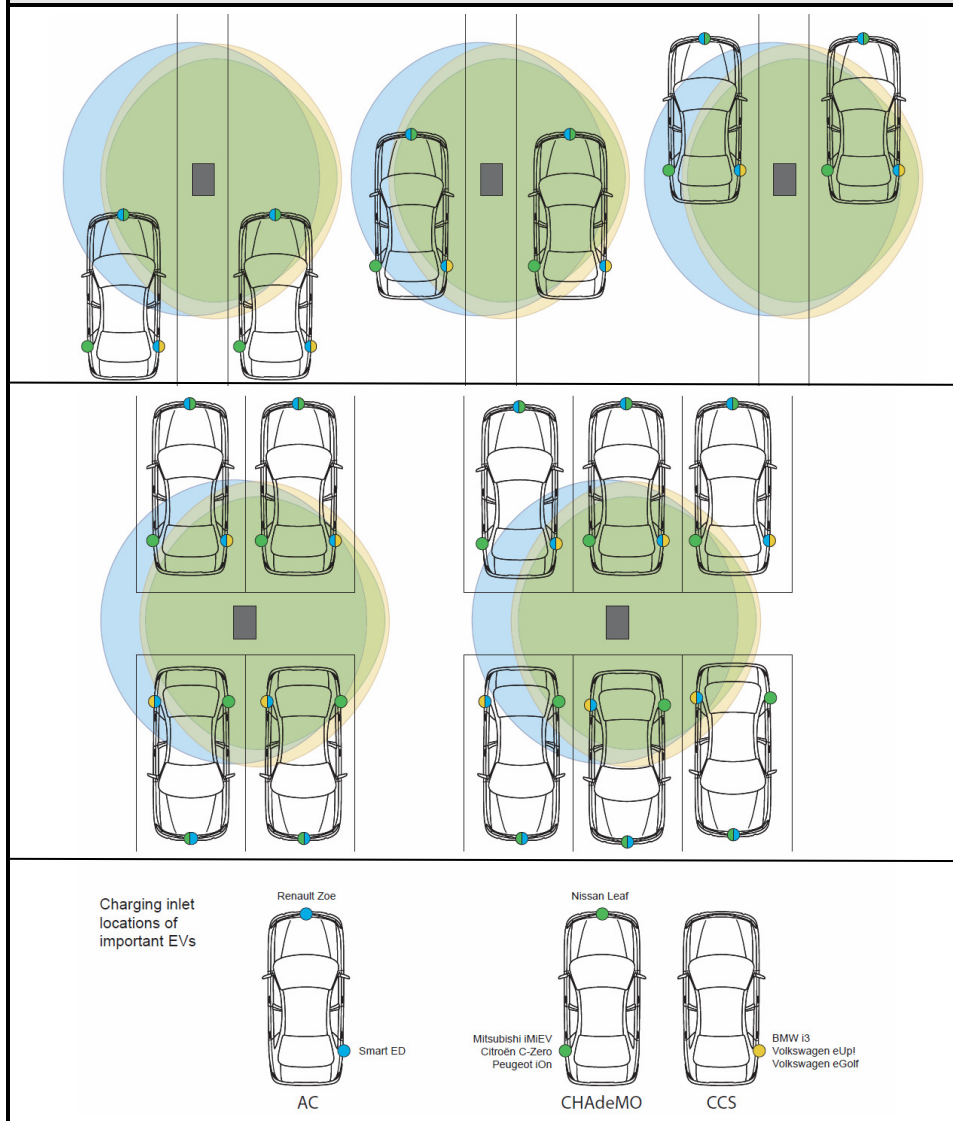 Charging inlet
locations of
important EVs
Renault Zoe
Smart ED
AC
Nissan Leaf
Mitsubishi iMiEV
Citroën C-Zero
Peugeot iOn
CHAdeMO
BMW i3
Volkswagen eUp!
Volkswagen eGolf
CCS